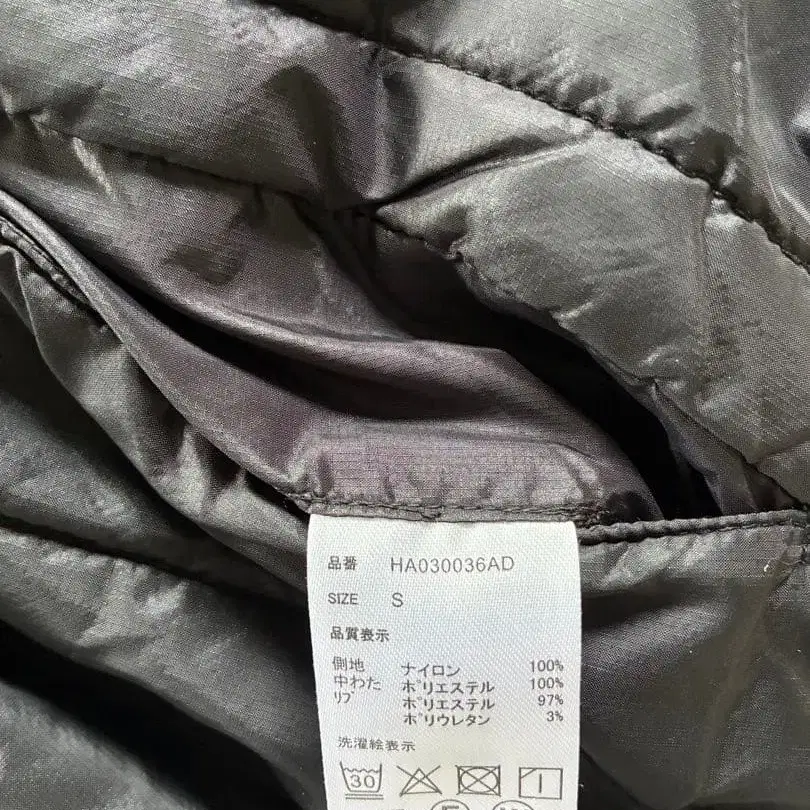 品番 HA030036AD
SIZE S
品質表示
側地 ナイロン 100%
中わた ポリエステル 100%
リブ ポリエステル 97%
ポリウレタン 3%
洗濯絵表示
30